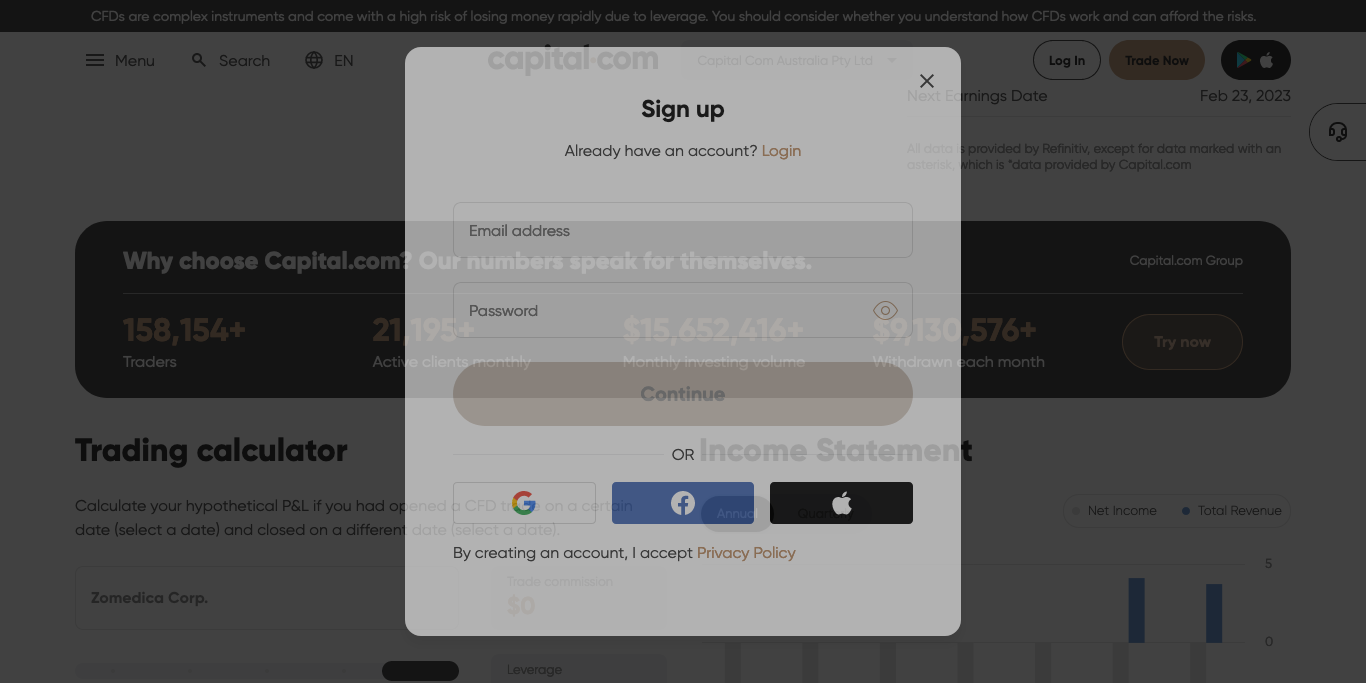 CFDs are complex instruments and come with a high risk of losing money rapidly due to leverage. You should consider whether you understand how CFDs work and can afford the risks.
Menu
Search
EN
capital.com
Capital Com Australia Pty Ltd
Log In
Trade Now
Next Earnings Date
Feb 23, 2023
All data is provided by Refinitiv, except for data marked with an
asterisk, which is *data provided by Capital.com
Sign up
Already have an account? Login
Email address
Password
Continue
OR
By creating an account, I accept Privacy Policy
Why choose Capital.com? Our numbers speak for themselves.
Capital.com Group
158,154+
Traders
21,195+
Active clients monthly
$15,652,416+
Monthly investing volume
$9,130,576+
Withdrawn each month
Try now
Trading calculator
Calculate your hypothetical P&L if you had opened a CFD trade on a certain
date (select a date) and closed on a different date (select a date).
Zomedica Corp.
Trade commission
$0
Leverage
Income Statement
Annual
Quarterly
Net Income
Total Revenue
5
0